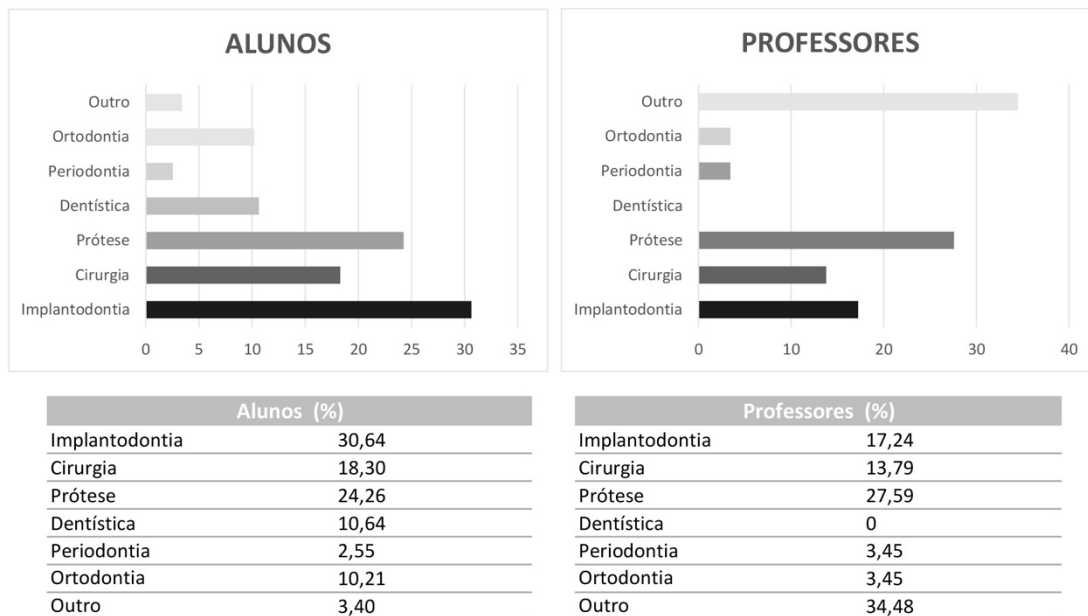 ALUNOS
Outro
Ortodontia
Periodontia
Dentística
Prótese
Cirurgia
Implantodontia
0 5 10 15 20 25 30 35
PROFESSORES
Outro
Ortodontia
Periodontia
Dentística
Prótese
Cirurgia
Implantodontia
0 10 20 30 40
Alunos (%)
Implantodontia 30,64
Cirurgia 18,30
Prótese 24,26
Dentística 10,64
Periodontia 2,55
Ortodontia 10,21
Outro 3,40
Professores (%)
Implantodontia 17,24
Cirurgia 13,79
Prótese 27,59
Dentística 0
Periodontia 3,45
Ortodontia 3,45
Outro 34,48